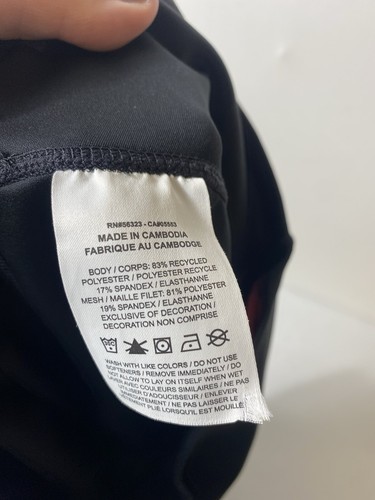 RN#56323 - CA#05553
MADE IN CAMBODIA
FABRIQUE AU CAMBODGE
BODY / CORPS: 83% RECYCLED
POLYESTER / POLYESTER RECYCLE
17% SPANDEX / ELASTHANNE
MESH / MAILLE FILET: 81% POLYESTER
19% SPANDEX / ELASTHANNE
EXCLUSIVE OF DECORATION /
DECORATION NON COMPRISE
WASH WITH LIKE COLORS / DO NOT USE
SOFTENERS / REMOVE IMMEDIATELY / DO
NOT ALLOW TO LAY ON ITSELF WHEN WET
LAVER AVEC COULEURS SIMILAIRES / NE PAS
UTILISER D'ADOUCISSEUR / ENLEVER
IMMEDIATEMENT / NE PAS LAISSER LE
VETEMENT PLIE LORSQU'IL EST MOUILLE